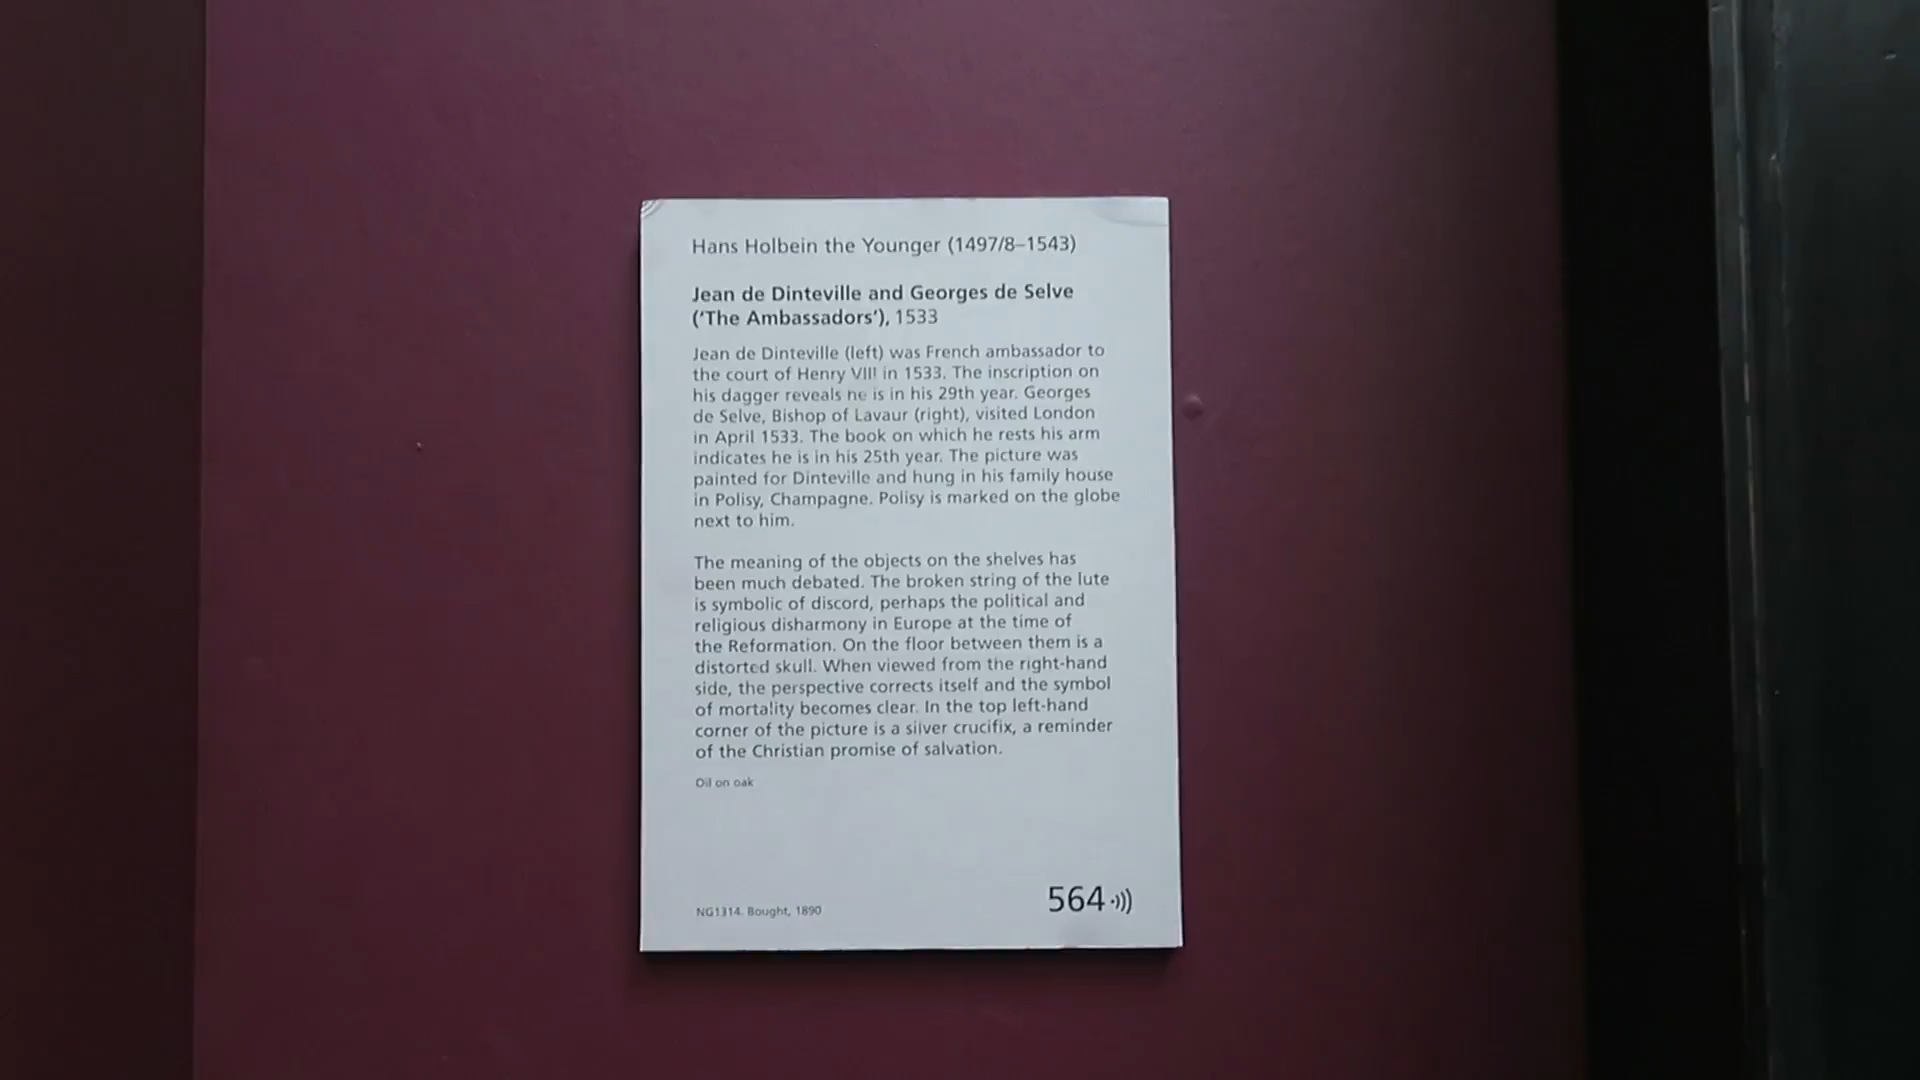 Hans Holbein the Younger (1497/8–1543)
Jean de Dinteville and Georges de Selve
(‘The Ambassadors’), 1533
Jean de Dinteville (left) was French ambassador to
the court of Henry VIII in 1533. The inscription on
his dagger reveals he is in his 29th year. Georges
de Selve, Bishop of Lavaur (right), visited London
in April 1533. The book on which he rests his arm
indicates he is in his 25th year. The picture was
painted for Dinteville and hung in his family house
in Polisy, Champagne. Polisy is marked on the globe
next to him.
The meaning of the objects on the shelves has
been much debated. The broken string of the lute
is symbolic of discord, perhaps the political and
religious disharmony in Europe at the time of
the Reformation. On the floor between them is a
distorted skull. When viewed from the right-hand
side, the perspective corrects itself and the symbol
of mortality becomes clear. In the top left-hand
corner of the picture is a silver crucifix, a reminder
of the Christian promise of salvation.
Oil on oak
NG1314. Bought, 1890
564